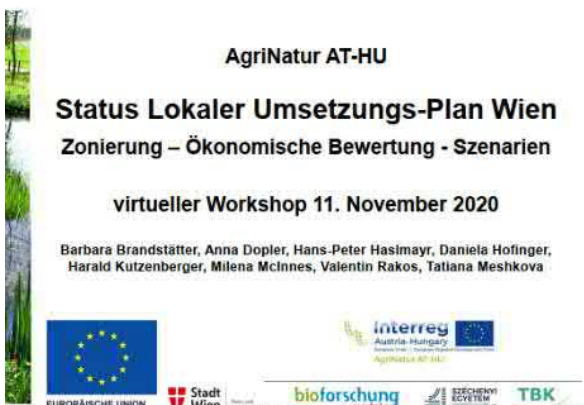 AgriNatur AT-HU
Status Lokaler Umsetzungs-Plan Wien
Zonierung – Ökonomische Bewertung - Szenarien
virtueller Workshop 11. November 2020
Barbara Brandstätter, Anna Dopler, Hans-Peter Haslmayr, Daniela Hofinger,
Harald Kutzenberger, Milena McInnes, Valentin Rakos, Tatiana Meshkova
Interreg
Austria-Hungary
AgriNatur AT-HU
EUROPÄISCHE UNION
Stadt
Wien
bioforschung
SZÉCHENYI
EGYETEM
TBK